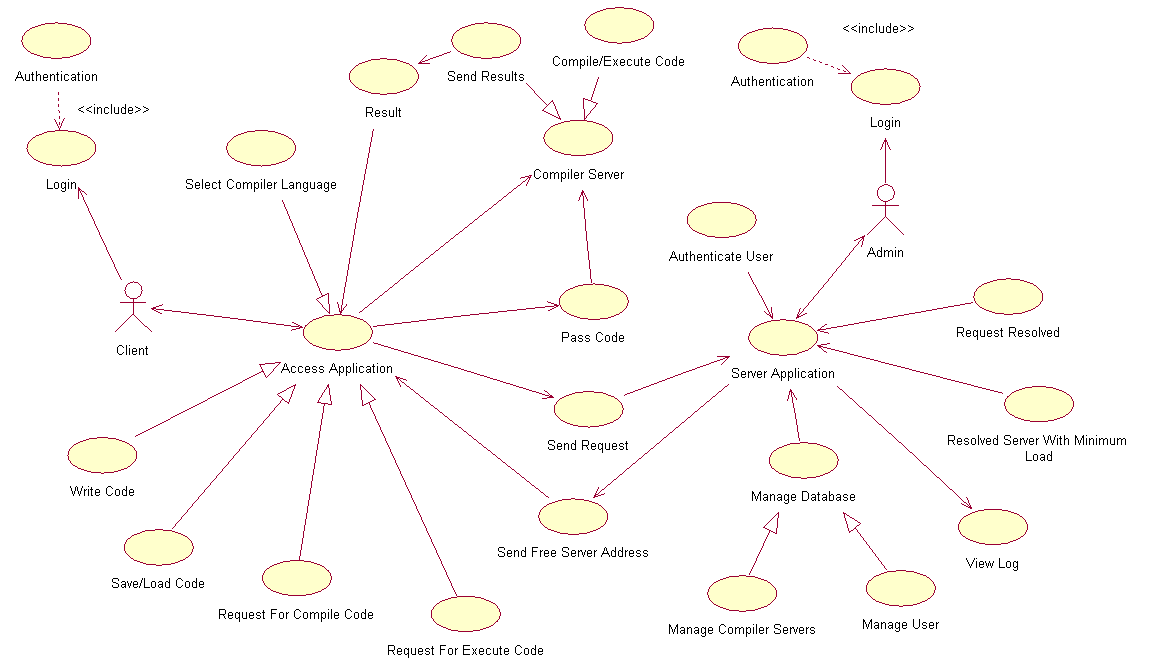 <<include>>
Compile/Execute Code
Authentication
Send Results
Authentication
<<include>>
Result
Login
Compiler Server
Login
Select Compiler Language
Admin
Authenticate User
Client
Pass Code
Request Resolved
Access Application
Server Application
Send Request
Resolved Server With Minimum
Load
Write Code
Manage Database
Send Free Server Address
View Log
Save/Load Code
Request For Compile Code
Manage Compiler Servers
Manage User
Request For Execute Code